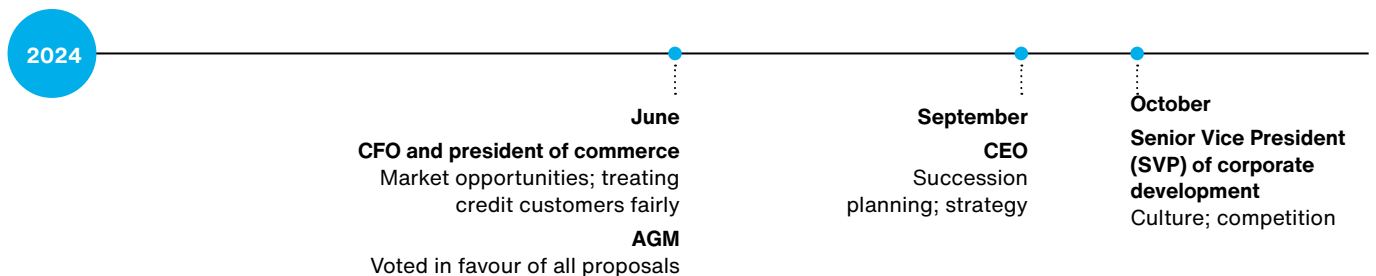 2024
June
CFO and president of commerce
Market opportunities; treating
credit customers fairly
AGM
Voted in favour of all proposals
September
CEO
Succession
planning; strategy
October
Senior Vice President
(SVP) of corporate
development
Culture; competition